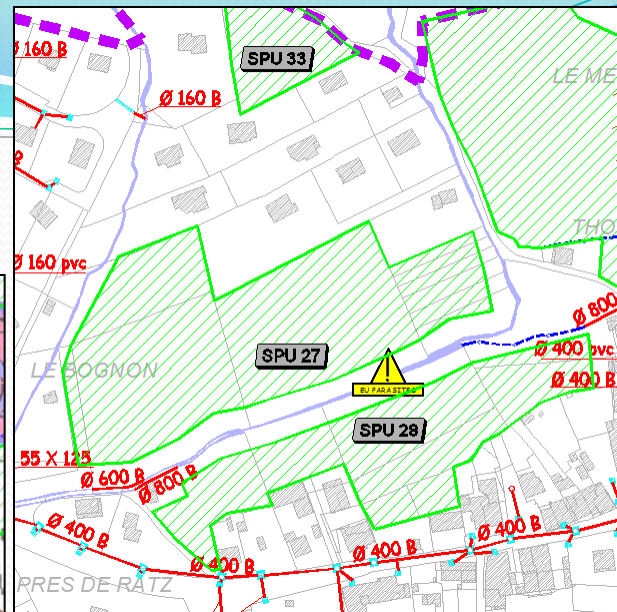 Ø 160 B
SPU 33
LE ME
Ø 160 B
B
THO
Ø 160 pvc
Ø 800
SPU 27
Ø 400 pvc
LE BOGNON
Ø 400 B
EU PARASITES
SPU 28
55 X 125
Ø 600 B
Ø 800 B
Ø 400 B
Ø 400 B
Ø 400 B
Ø 400 B
PRES DE RATZ